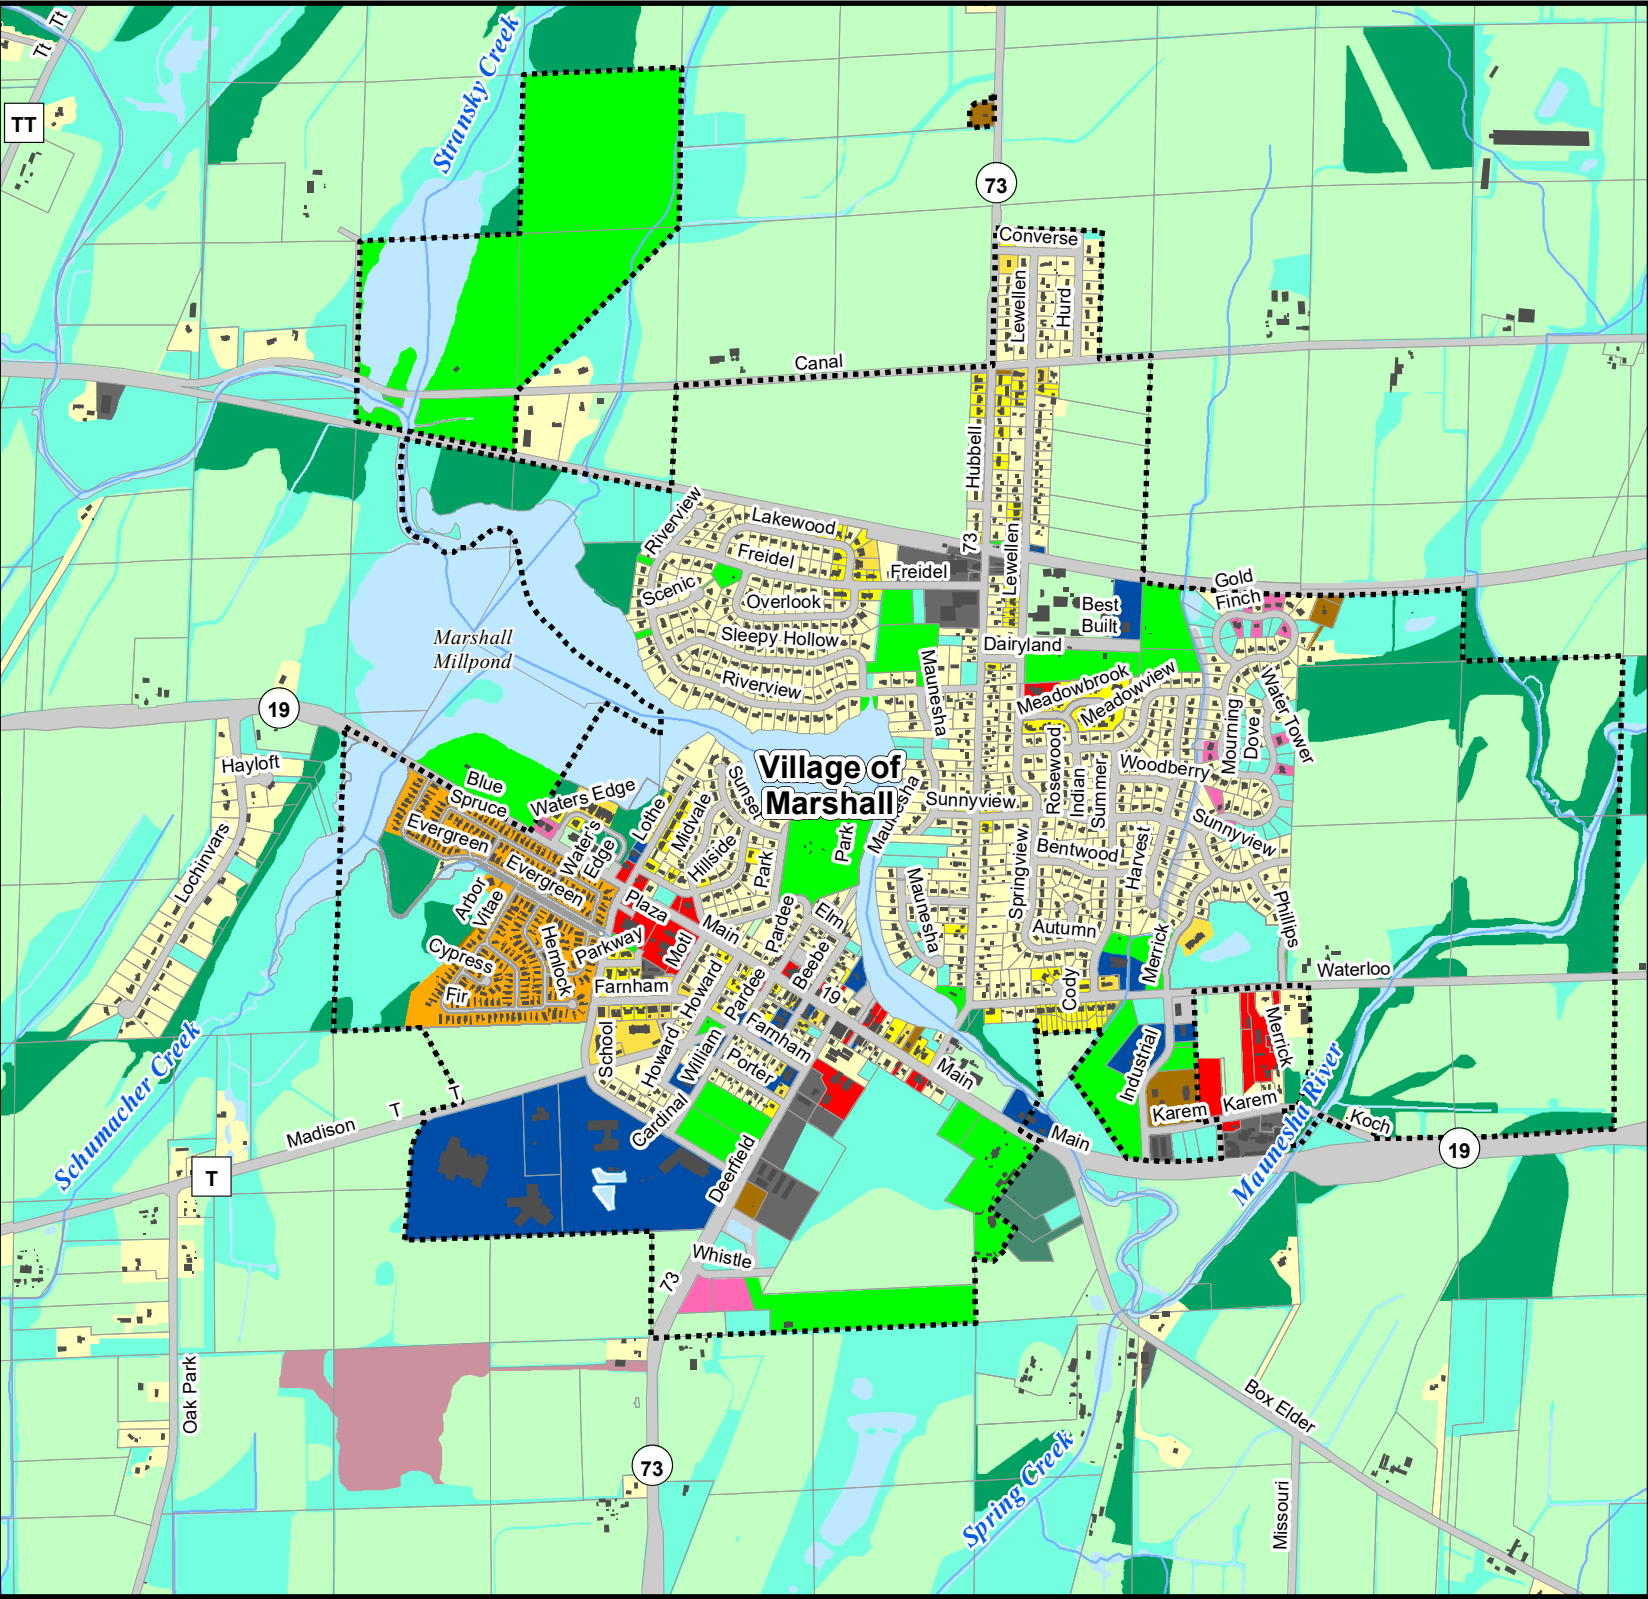 Tt
Tt
Stransky Creek
TT
73
Converse
Lewellen
Hurd
Canal
Hubbell
Riverview
Lakewood
73
Lewellen
Freidel
Freidel
Scenic
Overlook
Gold
Finch
Best
Built
Sleepy Hollow
Dairyland
Marshall
Millpond
Riverview
Maunesha
Meadowbrook
Meadowview
Mourning
Dove
Water Tower
19
Hayloft
Village of
Marshall
Blue
Spruce
Waters Edge
Sunset
Rosewood
Indian
Summer
Woodberry
Evergreen
Lothe
Midvale
Maunesha
Sunnyview
Sunnyview
Water's
Edge
Hillside
Park
Park
Bentwood
Harvest
Lochinvars
Evergreen
Arbor
Vitae
Plaza
Main
Pardee
Elm
Maunesha
Springview
Autumn
Phillips
Cypress
Hemlock
Parkway
Motl
Beebe
Merrick
Cody
Waterloo
Fir
Farnham
Howard
Pardee
19
Schumacher Creek
School
Howard
William
Farnham
Porter
Main
Industrial
Merrick
T
T
Madison
Cardinal
Karem
Karem
Koch
Maunesha River
Main
19
T
Deerfield
Whistle
73
Oak Park
Box Elder
73
Spring Creek
Missouri